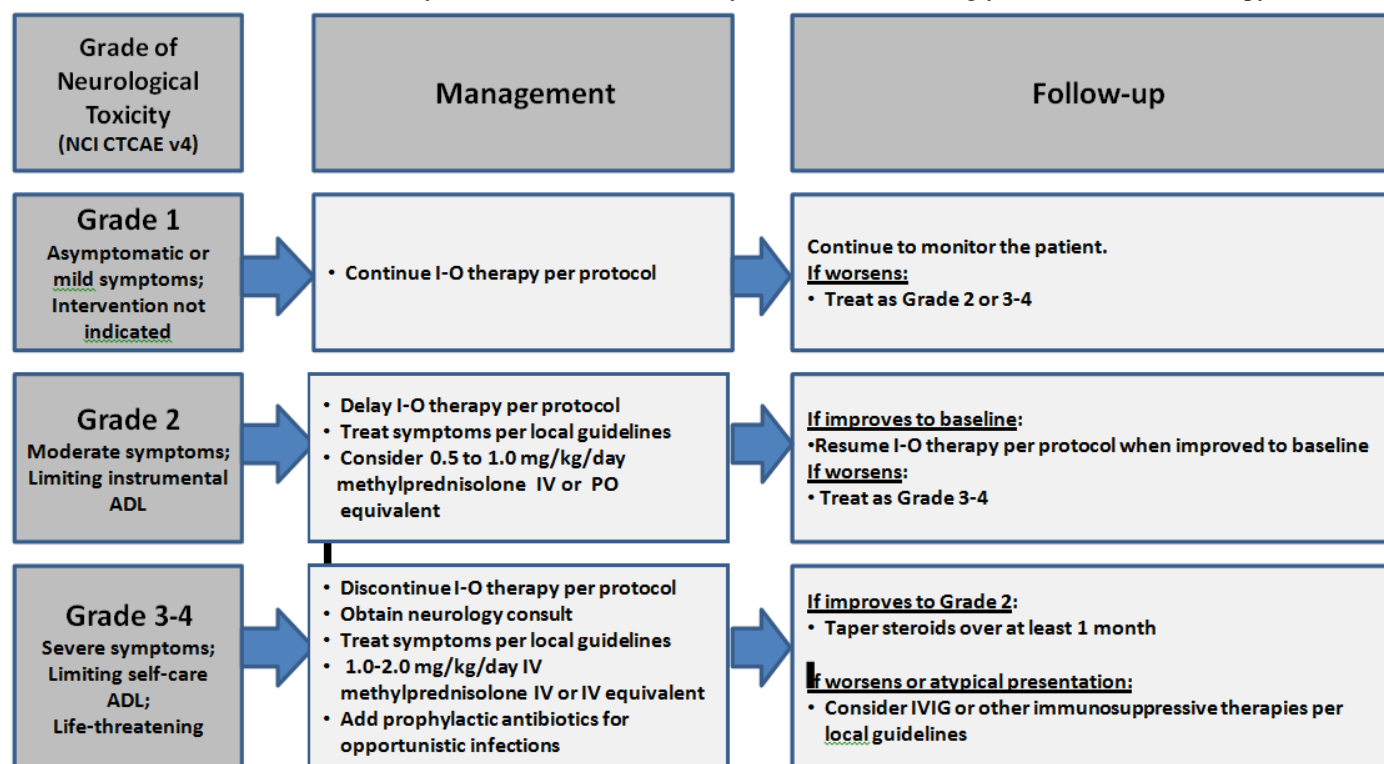 Grade of
Neurological
Toxicity
(NCI CTCAE v4)
Management
Follow-up
Grade 1
Asymptomatic or
mild symptoms;
Intervention not
indicated
• Continue I-O therapy per protocol
Continue to monitor the patient.
If worsens:
• Treat as Grade 2 or 3-4
Grade 2
Moderate symptoms;
Limiting instrumental
ADL
• Delay I-O therapy per protocol
• Treat symptoms per local guidelines
• Consider 0.5 to 1.0 mg/kg/day
methylprednisolone IV or PO
equivalent
If improves to baseline:
•Resume I-O therapy per protocol when improved to baseline
If worsens:
• Treat as Grade 3-4
Grade 3-4
Severe symptoms;
Limiting self-care
ADL;
Life-threatening
• Discontinue I-O therapy per protocol
• Obtain neurology consult
• Treat symptoms per local guidelines
• 1.0-2.0 mg/kg/day IV
methylprednisolone IV or IV equivalent
• Add prophylactic antibiotics for
opportunistic infections
If improves to Grade 2:
• Taper steroids over at least 1 month
If worsens or atypical presentation:
• Consider IVIG or other immunosuppressive therapies per
local guidelines